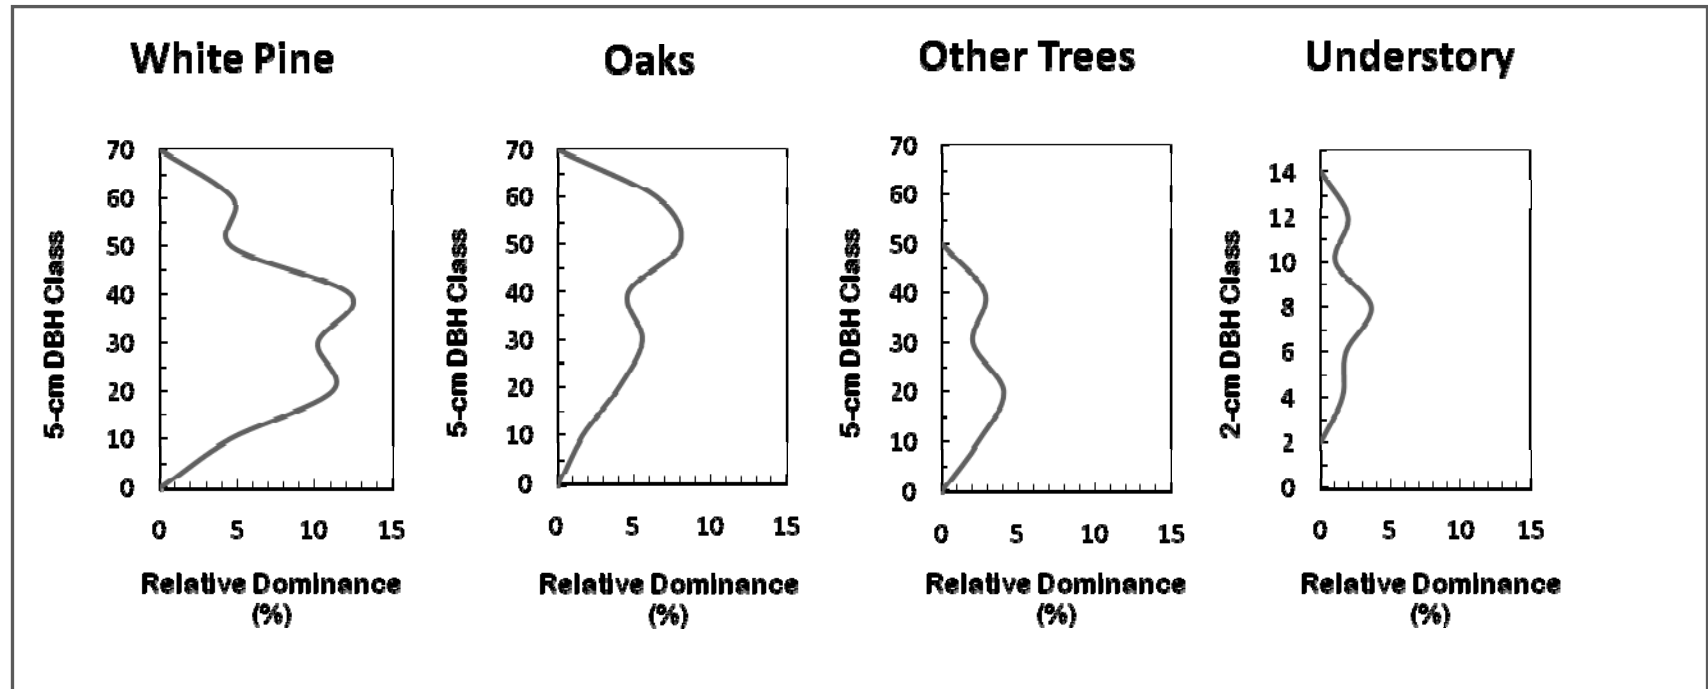 White Pine
Oaks
Other Trees
Understory
70
60
50
40
30
20
10
0
5-cm DBH Class
0 5 10 15
Relative Dominance
(%)
70
60
50
40
30
20
10
0
5-cm DBH Class
0 5 10 15
Relative Dominance
(%)
70
60
50
40
30
20
10
0
5-cm DBH Class
0 5 10 15
Relative Dominance
(%)
14
12
10
8
6
4
2
0
2-cm DBH Class
0 5 10 15
Relative Dominance
(%)